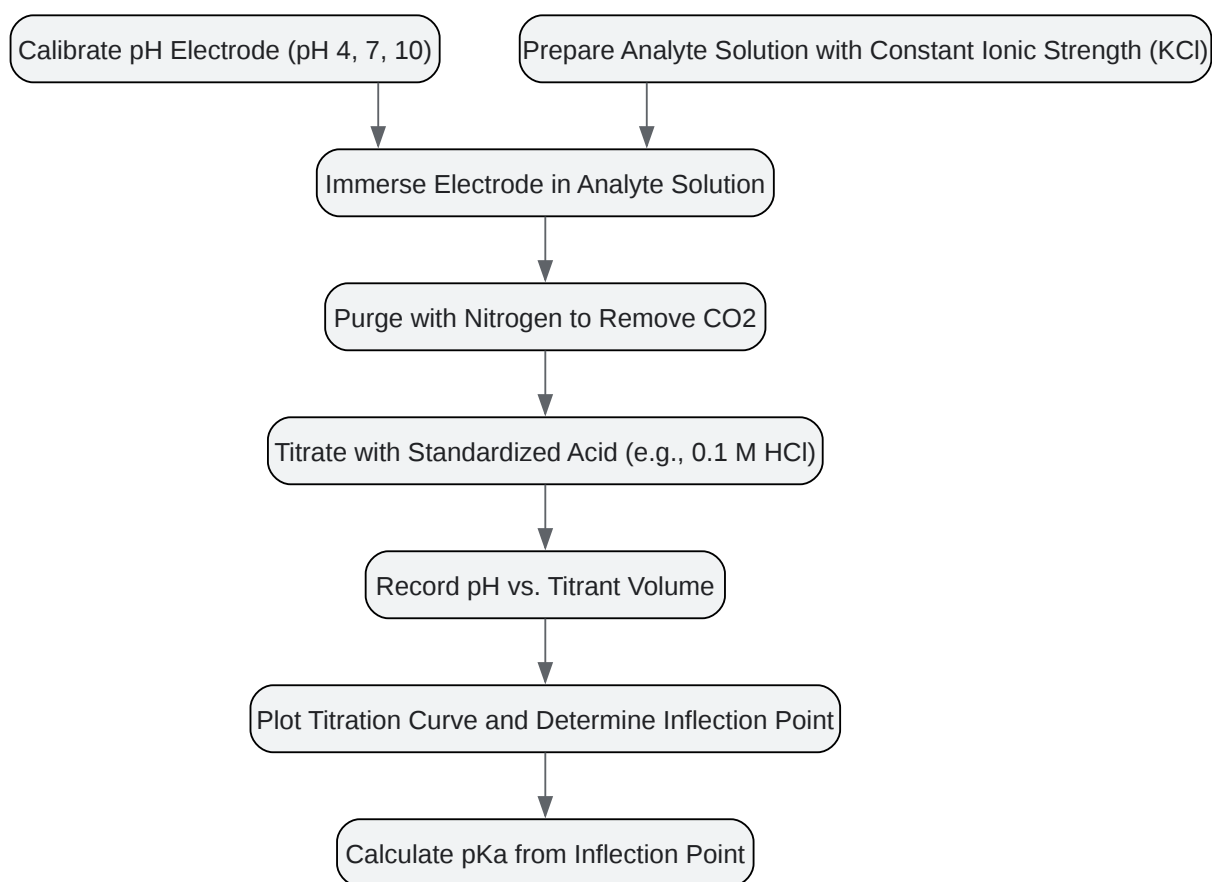 Calibrate pH Electrode (pH 4, 7, 10)
Prepare Analyte Solution with Constant Ionic Strength (KCl)
Immerse Electrode in Analyte Solution
Purge with Nitrogen to Remove CO2
Titrate with Standardized Acid (e.g., 0.1 M HCl)
Record pH vs. Titrant Volume
Plot Titration Curve and Determine Inflection Point
Calculate pKa from Inflection Point